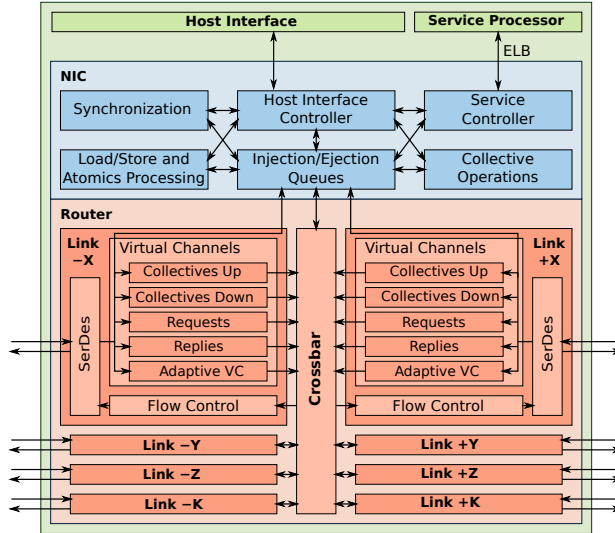 Host Interface
Service Processor
ELB
NIC
Synchronization
Host Interface
Controller
Service
Controller
Load/Store and
Atomics Processing
Injection/Ejection
Queues
Collective
Operations
Router
Link
−X
Virtual Channels
Collectives Up
Collectives Down
Requests
Replies
Adaptive VC
SerDes
Flow Control
Crossbar
Virtual Channels
Link
+X
Collectives Up
Collectives Down
Requests
Replies
Adaptive VC
SerDes
Flow Control
Link −Y
Link +Y
Link −Z
Link +Z
Link −K
Link +K